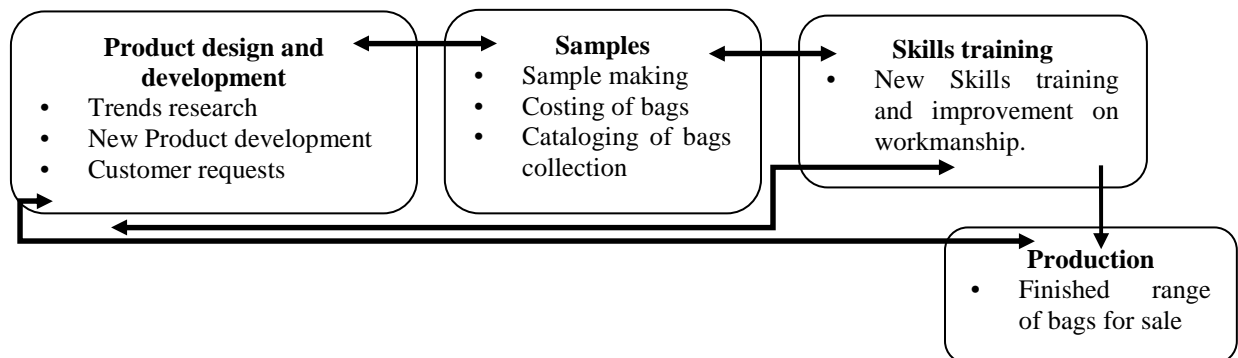 Product design and
development
• Trends research
• New Product development
• Customer requests
Samples
• Sample making
• Costing of bags
• Cataloging of bags
collection
Skills training
• New Skills training
and improvement on
workmanship.
Production
• Finished range
of bags for sale